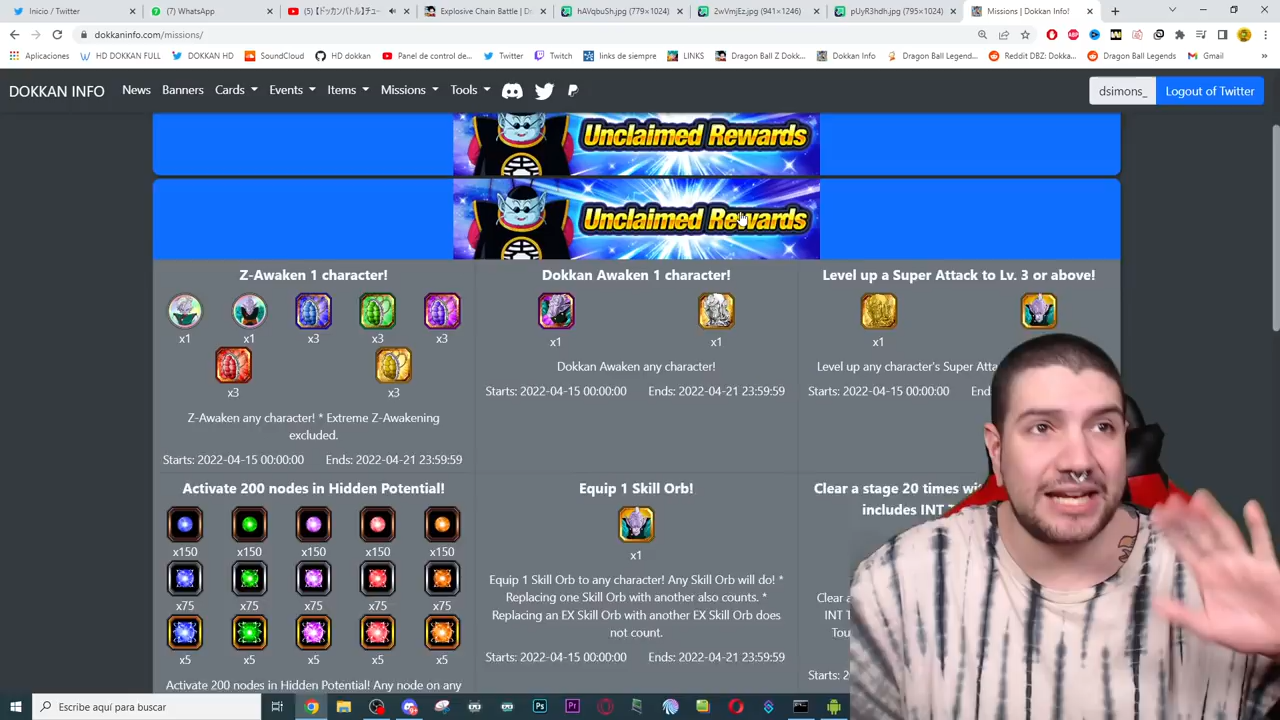 Inicio / Twitter
(7) WhatsApp
Explosive Chain Battle | D
hAVqbuSh.jpg (779×1024)
2wVmjEz.jpg (941×1246)
pUyR3hdh.jpg (795×1024)
Missions | Dokkan Info!
dokkaninfo.com/missions/
Aplicaciones
HD DOKKAN FULL
DOKKAN HD
SoundCloud
HD dokkan
Panel de control de...
Twitter
Twitch
links de siempre
LINKS
Dragon Ball Z Dokk...
Dokkan Info
Dragon Ball Legend...
Reddit DBZ: Dokka...
Dragon Ball Legends
Gmail
DOKKAN INFO
News
Banners
Cards
Events
Items
Missions
Tools
dsimons_
Logout of Twitter
Unclaimed Rewards
Unclaimed Rewards
Z-Awaken 1 character!
Dokkan Awaken 1 character!
Level up a Super Attack to Lv. 3 or above!
x1 x1 x3 x3 x3
x1 x1
x1
x3 x3
Dokkan Awaken any character!
Level up any character's Super Atta
Starts: 2022-04-15 00:00:00 Ends: 2022-04-21 23:59:59
Starts: 2022-04-15 00:00:00 End
Z-Awaken any character! * Extreme Z-Awakening
excluded.
Starts: 2022-04-15 00:00:00 Ends: 2022-04-21 23:59:59
Activate 200 nodes in Hidden Potential!
Equip 1 Skill Orb!
Clear a stage 20 times wi
includes INT T
x150 x150 x150 x150 x150
x1
x75 x75 x75 x75 x75
Equip 1 Skill Orb to any character! Any Skill Orb will do! *
Replacing one Skill Orb with another also counts. *
Replacing an EX Skill Orb with another EX Skill Orb does
not count.
Clear a
INT T
Tou
x5 x5 x5 x5 x5
Starts: 2022-04-15 00:00:00 Ends: 2022-04-21 23:59:59
Starts: 2
Activate 200 nodes in Hidden Potential! Any node on any
Escribe aquí para buscar